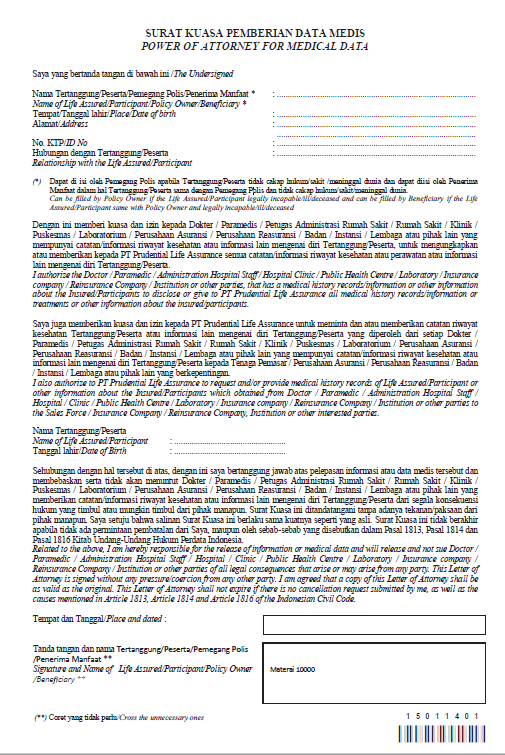 SURAT KUASA PEMBERIAN DATA MEDIS
POWER OF ATTORNEY FOR MEDICAL DATA
Saya yang bertanda tangan di bawah ini /The Undersigned
Nama Tertanggung/Peserta/Pemegang Polis/Penerima Manfaat * :
Name of Life Assured/Participant/Policy Owner/Beneficiary *
Tempat/Tanggal lahir/Place/Date of birth :
Alamat/Address :
No. KTP/ID No :
Hubungan dengan Tertanggung/Peserta :
Relationship with the Life Assured/Participant
(*) Dapat di isi oleh Pemegang Polis apabila Tertanggung/Peserta tidak cakap hukum/sakit /meninggal dunia dan dapat diisi oleh Penerima
Manfaat dalam hal Tertanggung/Peserta sama dengan Pemegang Polis dan tidak cakap hukum/sakit/meninggal dunia.
Can be filled by Policy Owner if the Life Assured/Participant legally incapable/ill/deceased and can be filled by Beneficiary if the Life
Assured/Participant same with Policy Owner and legally incapable/ill/deceased
Dengan ini memberi kuasa dan izin kepada Dokter / Paramedis / Petugas Administrasi Rumah Sakit / Rumah Sakit / Klinik /
Puskesmas / Laboratorium / Perusahaan Asuransi / Perusahaan Reasuransi / Badan / Instansi / Lembaga atau pihak lain yang
mempunyai catatan/informasi riwayat kesehatan atau informasi lain mengenai diri Tertanggung/Peserta, untuk mengungkapkan
atau memberikan kepada PT Prudential Life Assurance semua catatan/informasi riwayat kesehatan atau perawatan atau informasi
lain mengenai diri Tertanggung/Peserta.
I authorize the Doctor / Paramedic / Administration Hospital Staff / Hospital Clinic / Public Health Centre / Laboratory / Insurance
company / Reinsurance Company / Institution or other parties, that has a medical history records/information or other information
about the Insured/Participants to disclose or give to PT Prudential Life Assurance all medical history records/information or
treatments or other information about the insured/participants.
Saya juga memberikan kuasa dan izin kepada PT Prudential Life Assurance untuk meminta dan atau memberikan catatan riwayat
kesehatan Tertanggung/Peserta atau informasi lain mengenai diri Tertanggung/Peserta yang diperoleh dari setiap Dokter /
Paramedis / Petugas Administrasi Rumah Sakit / Rumah Sakit / Klinik / Puskesmas / Laboratorium / Perusahaan Asuransi /
Perusahaan Reasuransi / Badan / Instansi / Lembaga atau pihak lain yang mempunyai catatan/informasi riwayat kesehatan atau
informasi lain mengenai diri Tertanggung/Peserta kepada Tenaga Pemasar / Perusahaan Asuransi / Perusahaan Reasuransi / Badan
/ Instansi / Lembaga atau pihak lain yang berkepentingan.
I also authorize to PT Prudential Life Assurance to request and/or provide medical history records of Life Assured/Participant or
other information about the Insured/Participants which obtained from Doctor / Paramedic / Administration Hospital Staff /
Hospital / Clinic / Public Health Centre / Laboratory / Insurance company / Reinsurance Company / Institution or other parties to
the Sales Force / Insurance Company / Reinsurance Company, Institution or other interested parties.
Nama Tertanggung/Peserta
Name of Life Assured/Participant :
Tanggal lahir/Date of Birth :
Sehubungan dengan hal tersebut di atas, dengan ini saya bertanggung jawab atas pelepasan informasi atau data medis tersebut dan
membebaskan serta tidak akan menuntut Dokter / Paramedis / Petugas Administrasi Rumah Sakit / Rumah Sakit / Klinik /
Puskesmas / Laboratorium / Perusahaan Asuransi / Perusahaan Reasuransi / Badan / Instansi / Lembaga atau pihak lain yang
memberikan catatan/informasi riwayat kesehatan atau informasi lain mengenai diri Tertanggung/Peserta dari segala konsekuensi
hukum yang timbul atau mungkin timbul dari pihak manapun. Surat Kuasa ini ditandatangani tanpa adanya tekanan/paksaan dari
pihak manapun. Saya setuju bahwa salinan Surat Kuasa ini berlaku sama kuatnya seperti yang asli. Surat Kuasa ini tidak berakhir
apabila tidak ada permintaan pembatalan dari Saya, maupun oleh sebab-sebab yang disebutkan dalam Pasal 1813, Pasal 1814 dan
Pasal 1816 Kitab Undang-Undang Hukum Perdata Indonesia.
Related to the above, I am hereby responsible for the release of information or medical data and will release and not sue Doctor /
Paramedic / Administration Hospital Staff / Hospital / Clinic / Public Health Centre / Laboratory / Insurance company /
Reinsurance Company / Institution or other parties of all legal consequences that arise or may arise from any party. This Letter of
Attorney is signed without any pressure/coercion from any other party. I am agreed that a copy of this Letter of Attorney shall be
as valid as the original. This Letter of Attorney shall not expire if there is no cancellation request submitted by me, as well as the
causes mentioned in Article 1813, Article 1814 and Article 1816 of the Indonesian Civil Code.
Tempat dan Tanggal/Place and dated :
Tanda tangan dan nama Tertanggung/Peserta/Pemegang Polis
/Penerima Manfaat **
Signature and Name of Life Assured/Participant/Policy Owner
/Beneficiary **
Materai 10000
(**) Coret yang tidak perlu/Cross the unnecessary ones
15011401